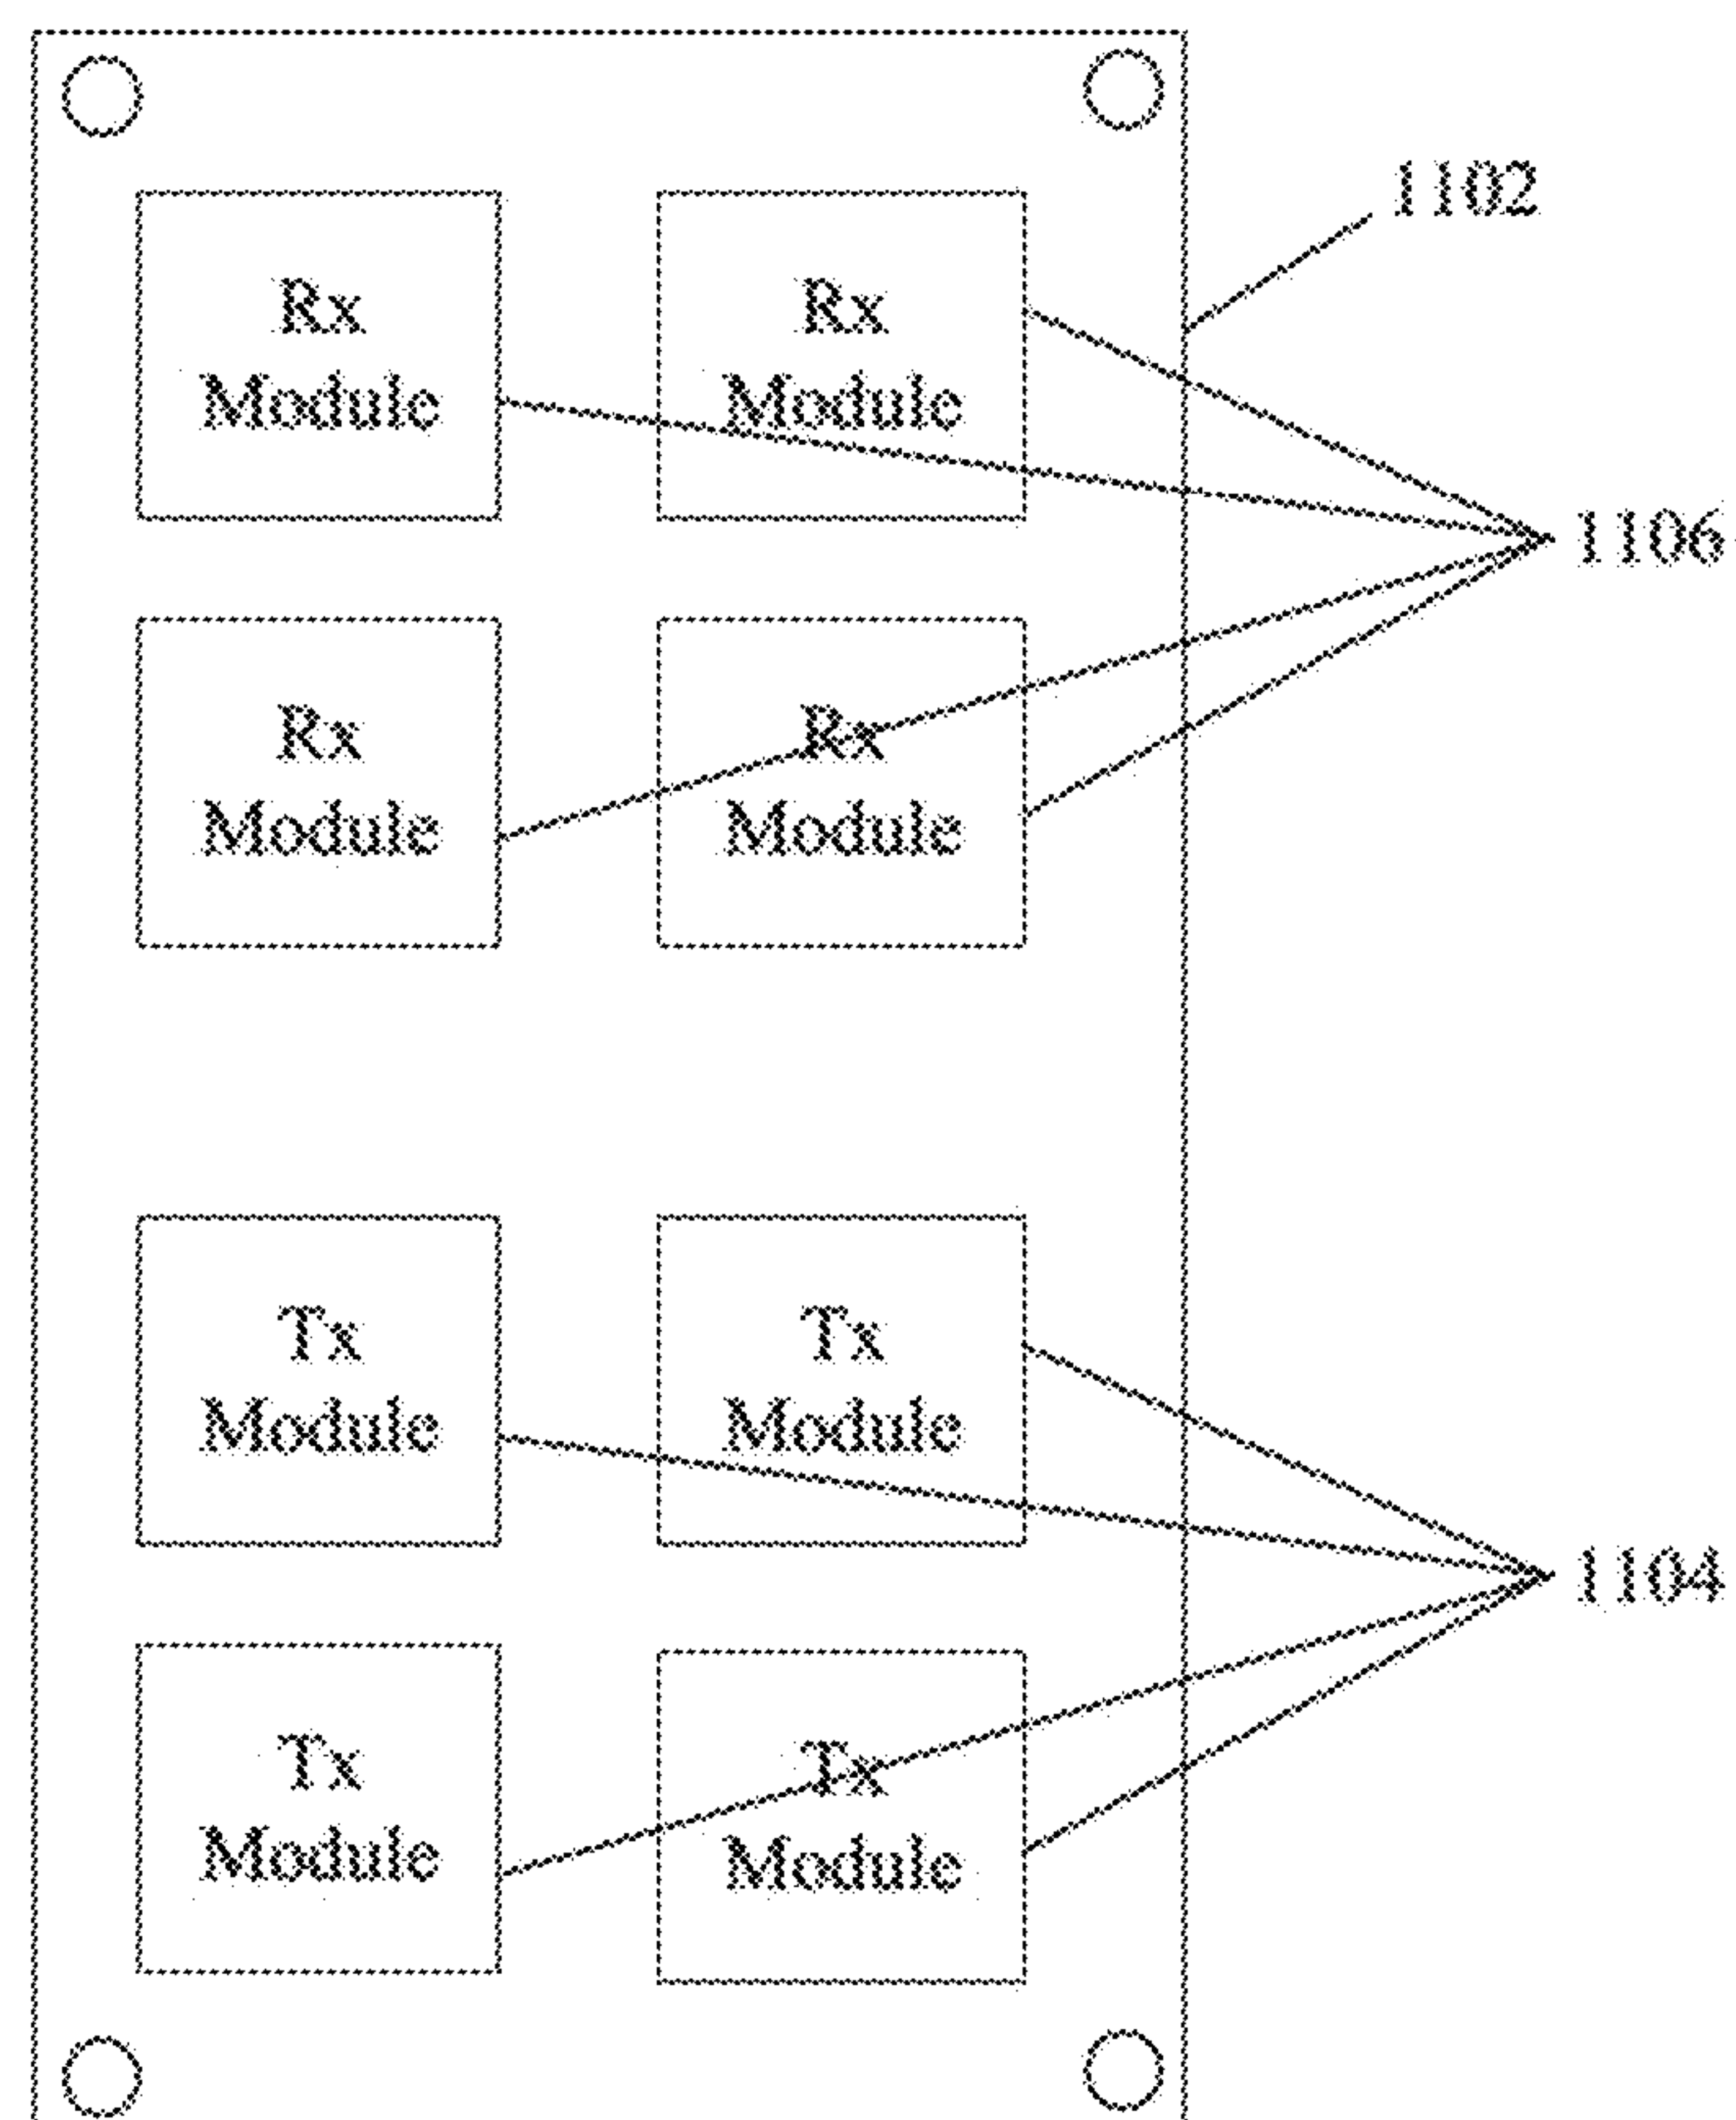 1102
Rx
Module
Rx
Module
1106
Rx
Module
Rx
Module
Tx
Module
Tx
Module
1104
Tx
Module
Tx
Module